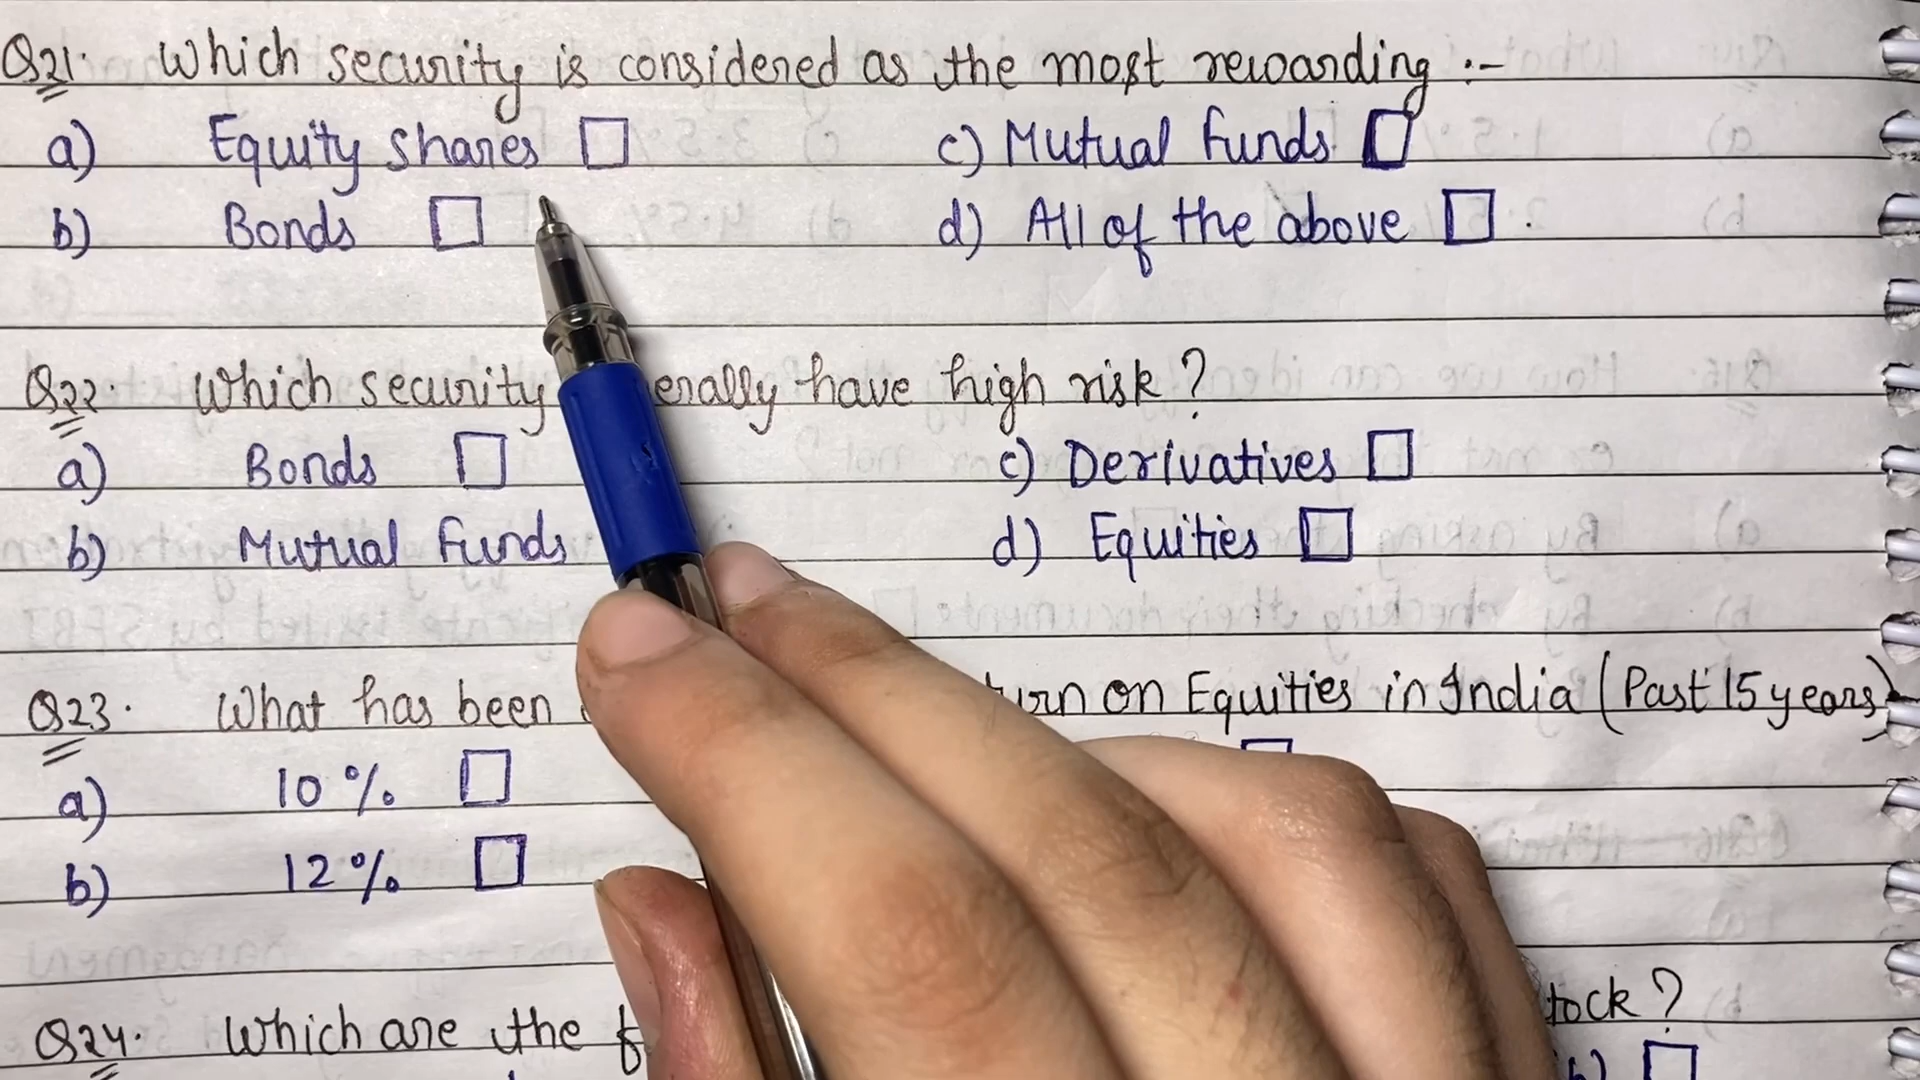 Q21. Which security is considered as the most rewarding :-
a) Equity shares c) Mutual funds
b) Bonds d) All of the above .
Q22. Which security erally have high risk?
a) Bonds c) Derivatives
b) Mutual funds d) Equities
Q23. What has been on Equities in India (Past 15 years)
a) 10%
b) 12%
Q24. Which are the tock?
b)